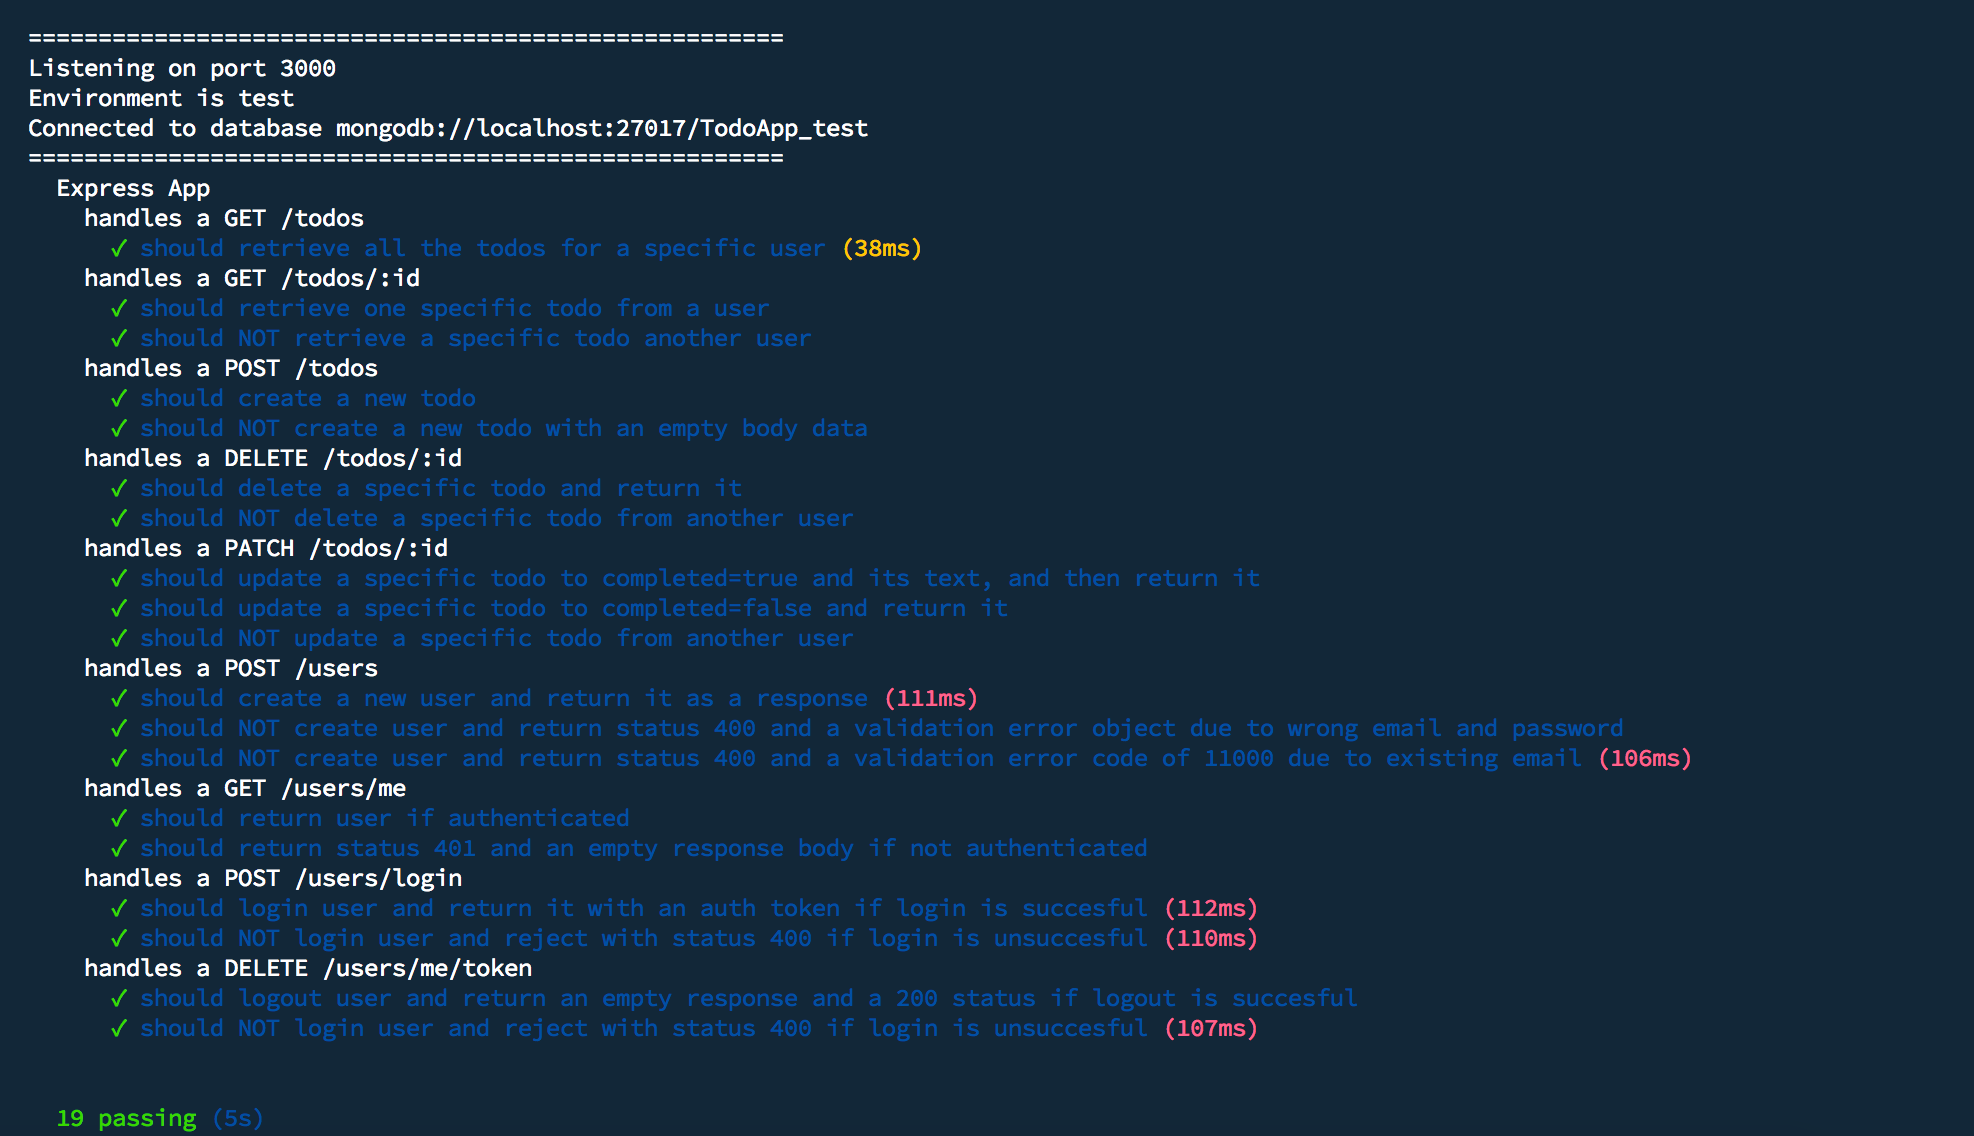 ======================================================
Listening on port 3000
Environment is test
Connected to database mongodb://localhost:27017/TodoApp_test
======================================================
Express App
handles a GET /todos
✓ should retrieve all the todos for a specific user (38ms)
handles a GET /todos/:id
✓ should retrieve one specific todo from a user
✓ should NOT retrieve a specific todo another user
handles a POST /todos
✓ should create a new todo
✓ should NOT create a new todo with an empty body data
handles a DELETE /todos/:id
✓ should delete a specific todo and return it
✓ should NOT delete a specific todo from another user
handles a PATCH /todos/:id
✓ should update a specific todo to completed=true and its text, and then return it
✓ should update a specific todo to completed=false and return it
✓ should NOT update a specific todo from another user
handles a POST /users
✓ should create a new user and return it as a response (111ms)
✓ should NOT create user and return status 400 and a validation error object due to wrong email and password
✓ should NOT create user and return status 400 and a validation error code of 11000 due to existing email (106ms)
handles a GET /users/me
✓ should return user if authenticated
✓ should return status 401 and an empty response body if not authenticated
handles a POST /users/login
✓ should login user and return it with an auth token if login is succesful (112ms)
✓ should NOT login user and reject with status 400 if login is unsuccesful (110ms)
handles a DELETE /users/me/token
✓ should logout user and return an empty response and a 200 status if logout is succesful
✓ should NOT login user and reject with status 400 if login is unsuccesful (107ms)
19 passing (5s)